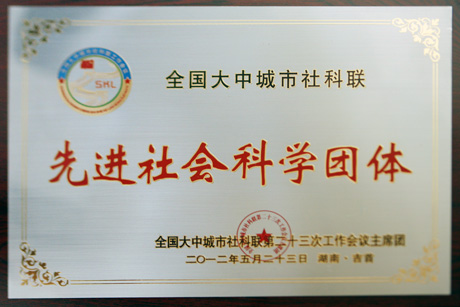 SKL
全国大中城市社科联
先进社会科学团体
全国大中城市社科联第二十三次工作会议主席团
二〇一二年五月二十三日 湖南·吉首